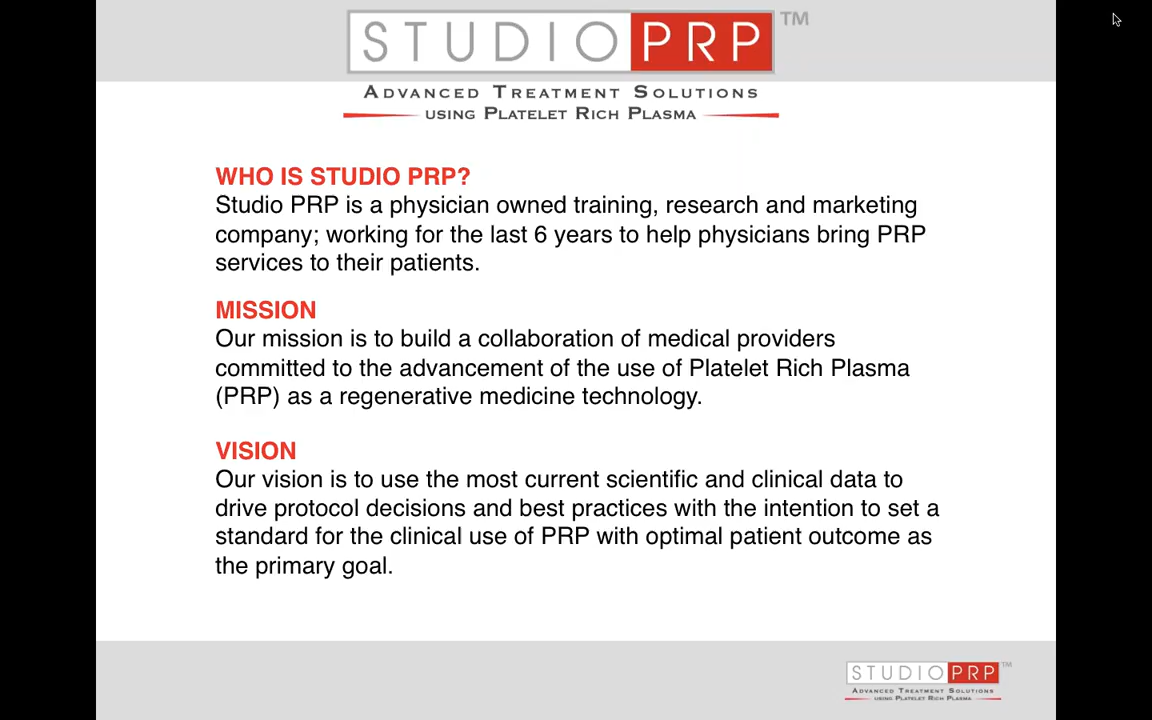 STUDIO PRP™
ADVANCED TREATMENT SOLUTIONS
USING PLATELET RICH PLASMA
WHO IS STUDIO PRP?
Studio PRP is a physician owned training, research and marketing
company; working for the last 6 years to help physicians bring PRP
services to their patients.
MISSION
Our mission is to build a collaboration of medical providers
committed to the advancement of the use of Platelet Rich Plasma
(PRP) as a regenerative medicine technology.
VISION
Our vision is to use the most current scientific and clinical data to
drive protocol decisions and best practices with the intention to set a
standard for the clinical use of PRP with optimal patient outcome as
the primary goal.
STUDIO PRP™
ADVANCED TREATMENT SOLUTIONS
USING PLATELET RICH PLASMA